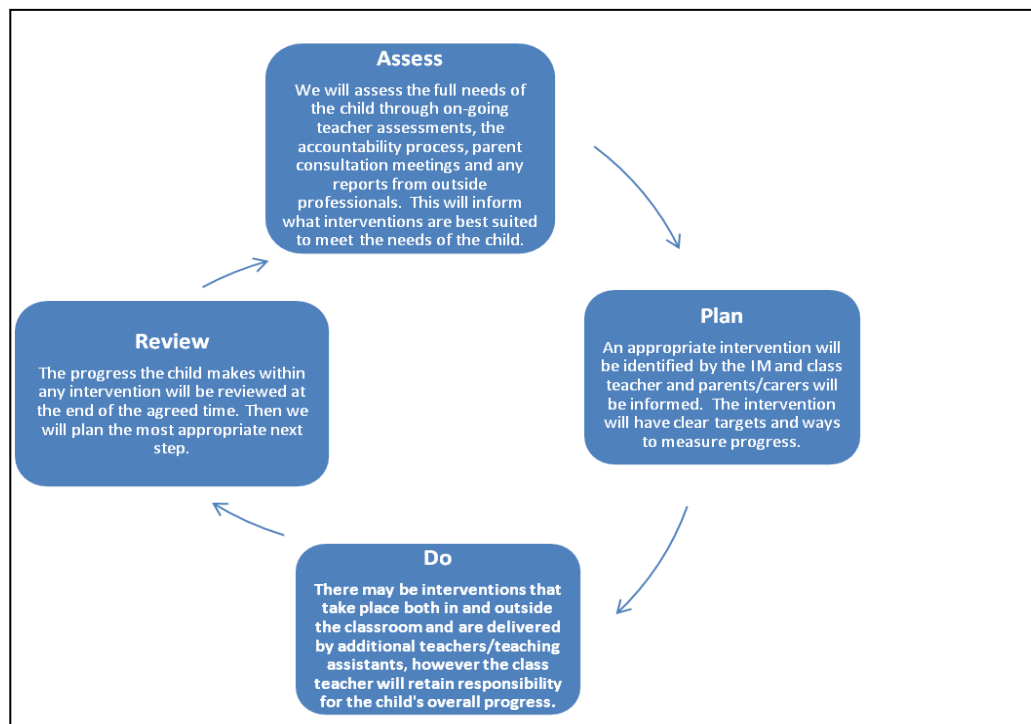 Assess
We will assess the full needs of
the child through on-going
teacher assessments, the
accountability process, parent
consultation meetings and any
reports from outside
professionals.  This will inform
what interventions are best suited
to meet the needs of the child.
Plan
An appropriate intervention will
be identified by the IM and class
teacher and parents/carers will
be informed.  The intervention
will have clear targets and ways
to measure progress.
Do
There may be interventions that
take place both in and outside
the classroom and are delivered
by additional teachers/teaching
assistants, however the class
teacher will retain responsibility
for the child's overall progress.
Review
The progress the child makes within
any intervention will be reviewed at
the end of the agreed time. Then we
will plan the most appropriate next
step.